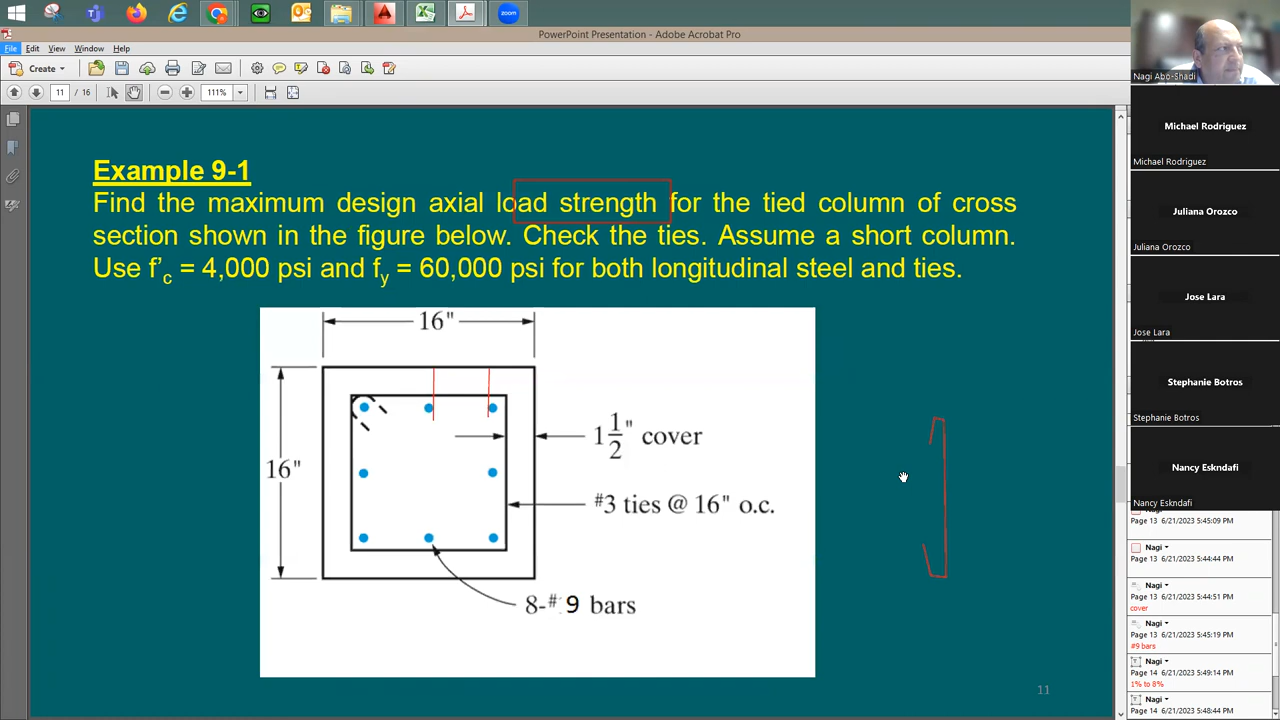 zoom
PowerPoint Presentation - Adobe Acrobat Pro
File Edit View Window Help
Create
11 / 16 111%
Example 9-1
Find the maximum design axial load strength for the tied column of cross
section shown in the figure below. Check the ties. Assume a short column.
Use f’c = 4,000 psi and fy = 60,000 psi for both longitudinal steel and ties.
16"
16"
1 1/2" cover
#3 ties @ 16" o.c.
8-#9 bars
11
Nagi Abo-Shadi
Michael Rodriguez
Michael Rodriguez
Juliana Orozco
Juliana Orozco
Jose Lara
Jose Lara
Stephanie Botros
Stephanie Botros
Nancy Eskndafi
Nancy Eskndafi
Page 13 6/21/2023 5:45:09 PM
Nagi
Page 13 6/21/2023 5:44:44 PM
Nagi
Page 13 6/21/2023 5:44:51 PM
cover
Nagi
Page 13 6/21/2023 5:45:19 PM
#9 bars
Nagi
Page 14 6/21/2023 5:49:14 PM
1% to 8%
Nagi
Page 14 6/21/2023 5:48:44 PM